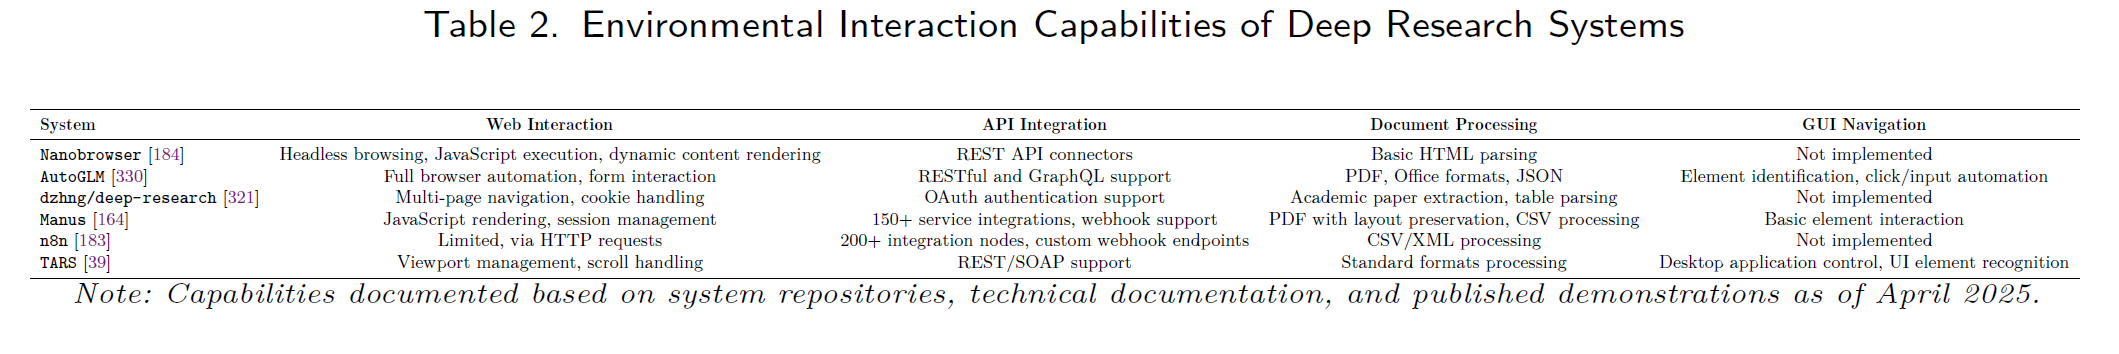 Table 2. Environmental Interaction Capabilities of Deep Research Systems
System Web Interaction API Integration Document Processing GUI Navigation
Nanobrowser [184] Headless browsing, JavaScript execution, dynamic content rendering REST API connectors Basic HTML parsing Not implemented
AutoGLM [330] Full browser automation, form interaction RESTful and GraphQL support PDF, Office formats, JSON Element identification, click/input automation
dzhng/deep-research [321] Multi-page navigation, cookie handling OAuth authentication support Academic paper extraction, table parsing Not implemented
Manus [164] JavaScript rendering, session management 150+ service integrations, webhook support PDF with layout preservation, CSV processing Basic element interaction
n8n [183] Limited, via HTTP requests 200+ integration nodes, custom webhook endpoints CSV/XML processing Not implemented
TARS [39] Viewport management, scroll handling REST/SOAP support Standard formats processing Desktop application control, UI element recognition
Note: Capabilities documented based on system repositories, technical documentation, and published demonstrations as of April 2025.